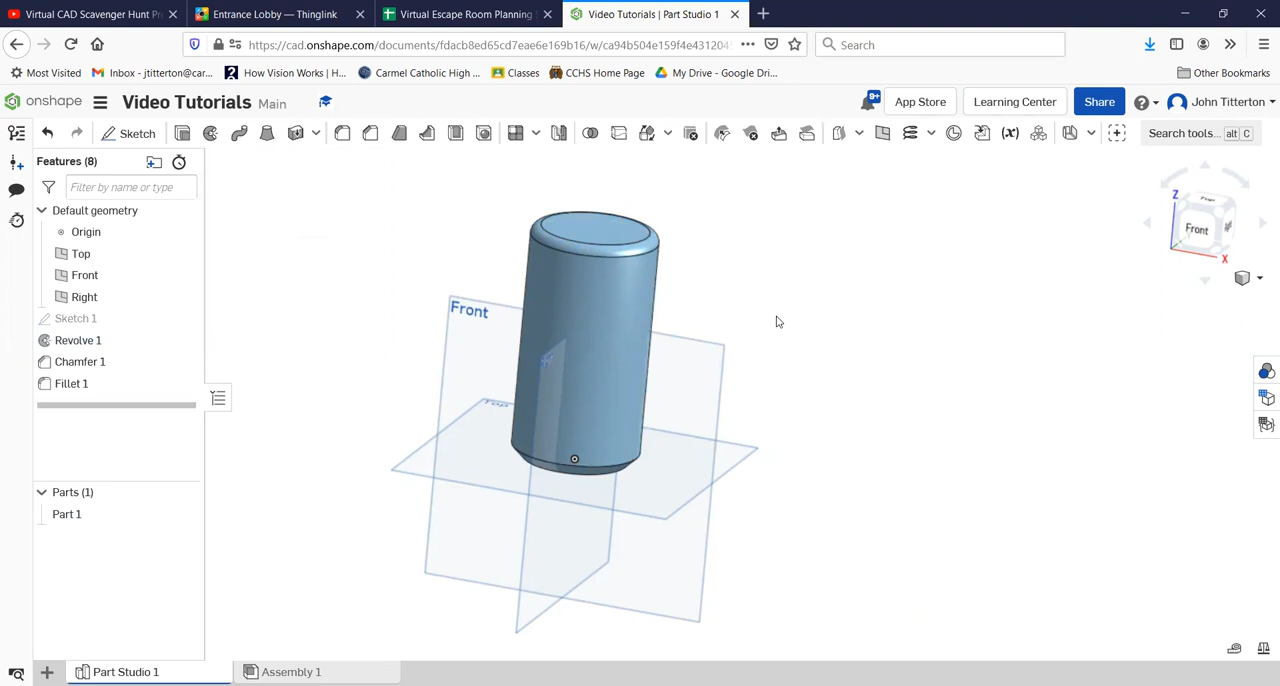 Virtual CAD Scavenger Hunt Pr
Entrance Lobby — Thinglink
Virtual Escape Room Planning
Video Tutorials | Part Studio 1
https://cad.onshape.com/documents/fdacb8ed65cd7eae6e169b16/w/ca94b504e159f4e431204
Search
Most Visited
Inbox - jtitterton@car...
How Vision Works | H...
Carmel Catholic High ...
Classes
CCHS Home Page
My Drive - Google Dri...
Other Bookmarks
onshape
Video Tutorials Main
9+
App Store
Learning Center
Share
John Titterton
Sketch
Search tools... alt C
Features (8)
Filter by name or type
Default geometry
Origin
Top
Front
Right
Sketch 1
Revolve 1
Chamfer 1
Fillet 1
Parts (1)
Part 1
Front
Top
Z
Front
X
Part Studio 1
Assembly 1